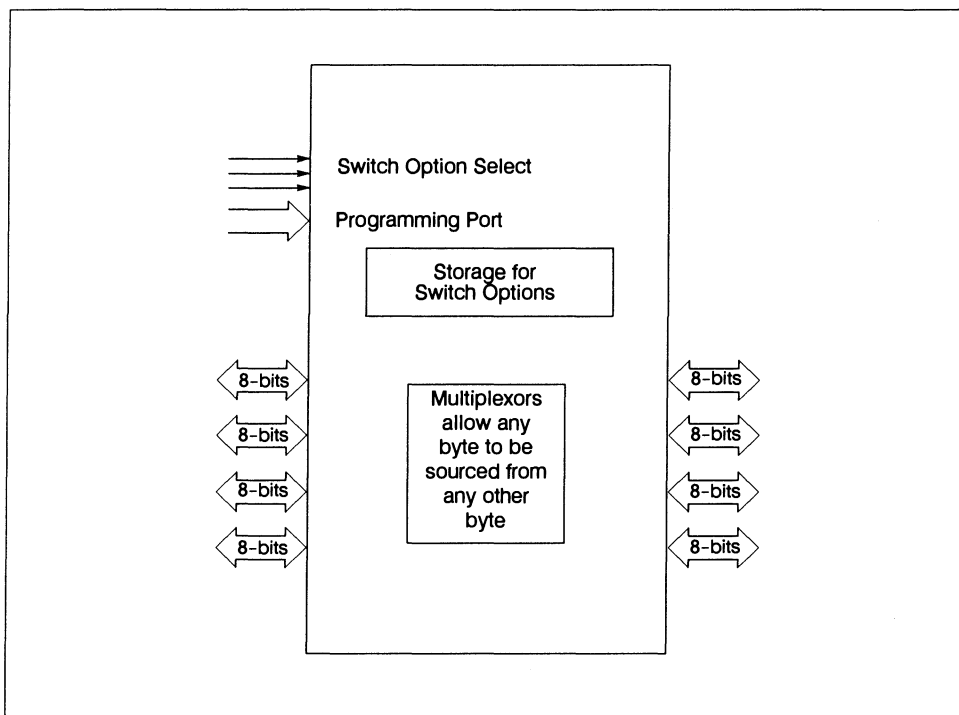 Switch Option Select
Programming Port
Storage for
Switch Options
8-bits
8-bits
8-bits
8-bits
Multiplexors
allow any
byte to be
sourced from
any other
byte
8-bits
8-bits
8-bits
8-bits